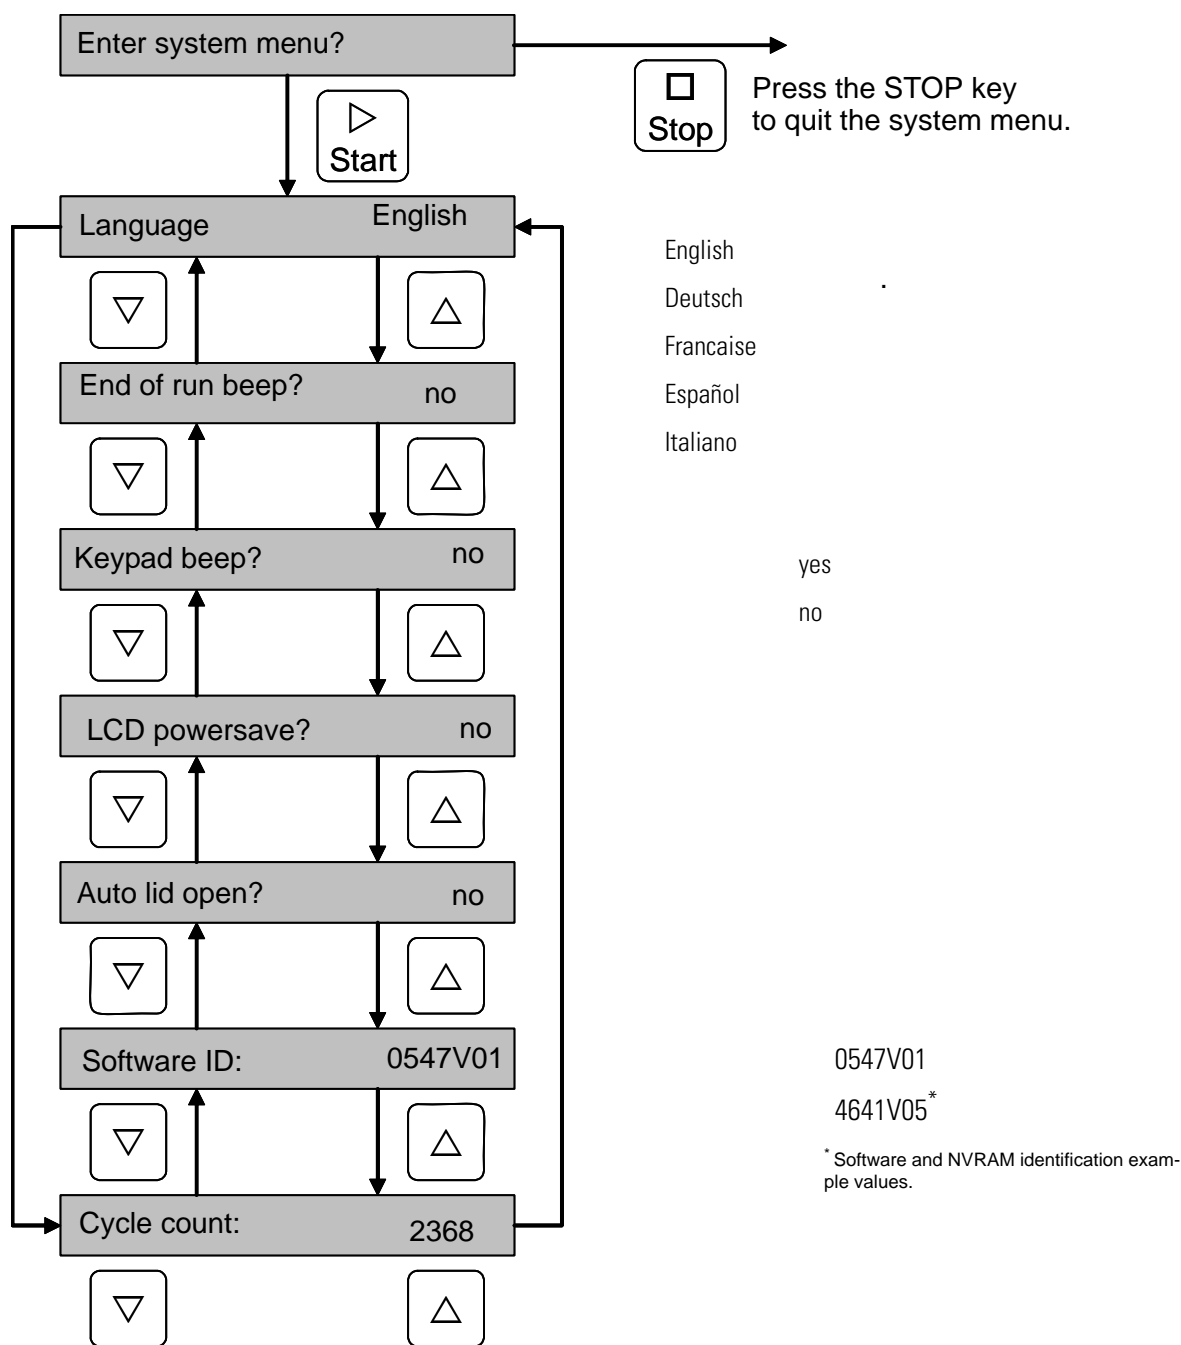 Enter system menu?
Start
Stop
Press the STOP key
to quit the system menu.
Language English
English
Deutsch
Francaise
Español
Italiano
End of run beep? no
Keypad beep? no
yes
no
LCD powersave? no
Auto lid open? no
Software ID: 0547V01
0547V01
4641V05*
* Software and NVRAM identification exam-
ple values.
Cycle count: 2368